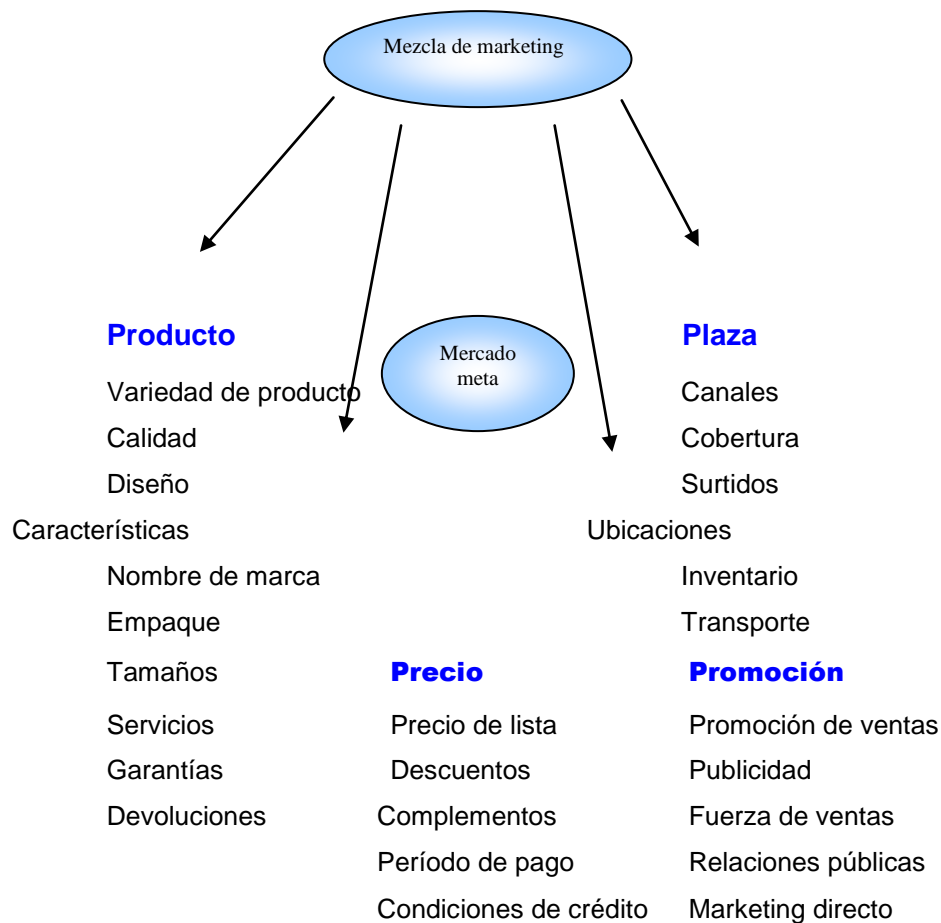 Mezcla de marketing
Mercado
meta
Producto
Variedad de producto
Calidad
Diseño
Características
Nombre de marca
Empaque
Tamaños
Servicios
Garantías
Devoluciones
Plaza
Canales
Cobertura
Surtidos
Ubicaciones
Inventario
Transporte
Precio
Precio de lista
Descuentos
Complementos
Período de pago
Condiciones de crédito
Promoción
Promoción de ventas
Publicidad
Fuerza de ventas
Relaciones públicas
Marketing directo